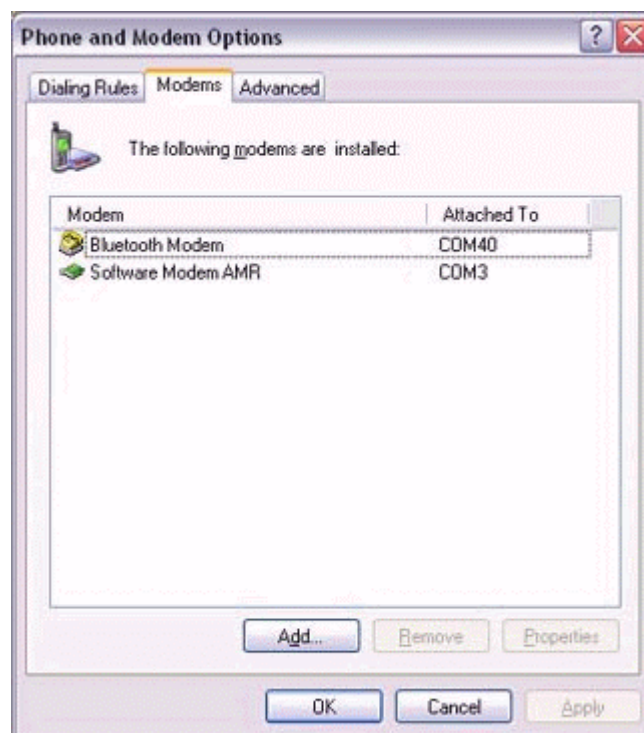 Phone and Modem Options
?
Dialing Rules Modems Advanced
The following modems are installed:
Modem Attached To
Bluetooth Modem COM40
Software Modem AMR COM3
Add... Remove Properties
OK Cancel Apply